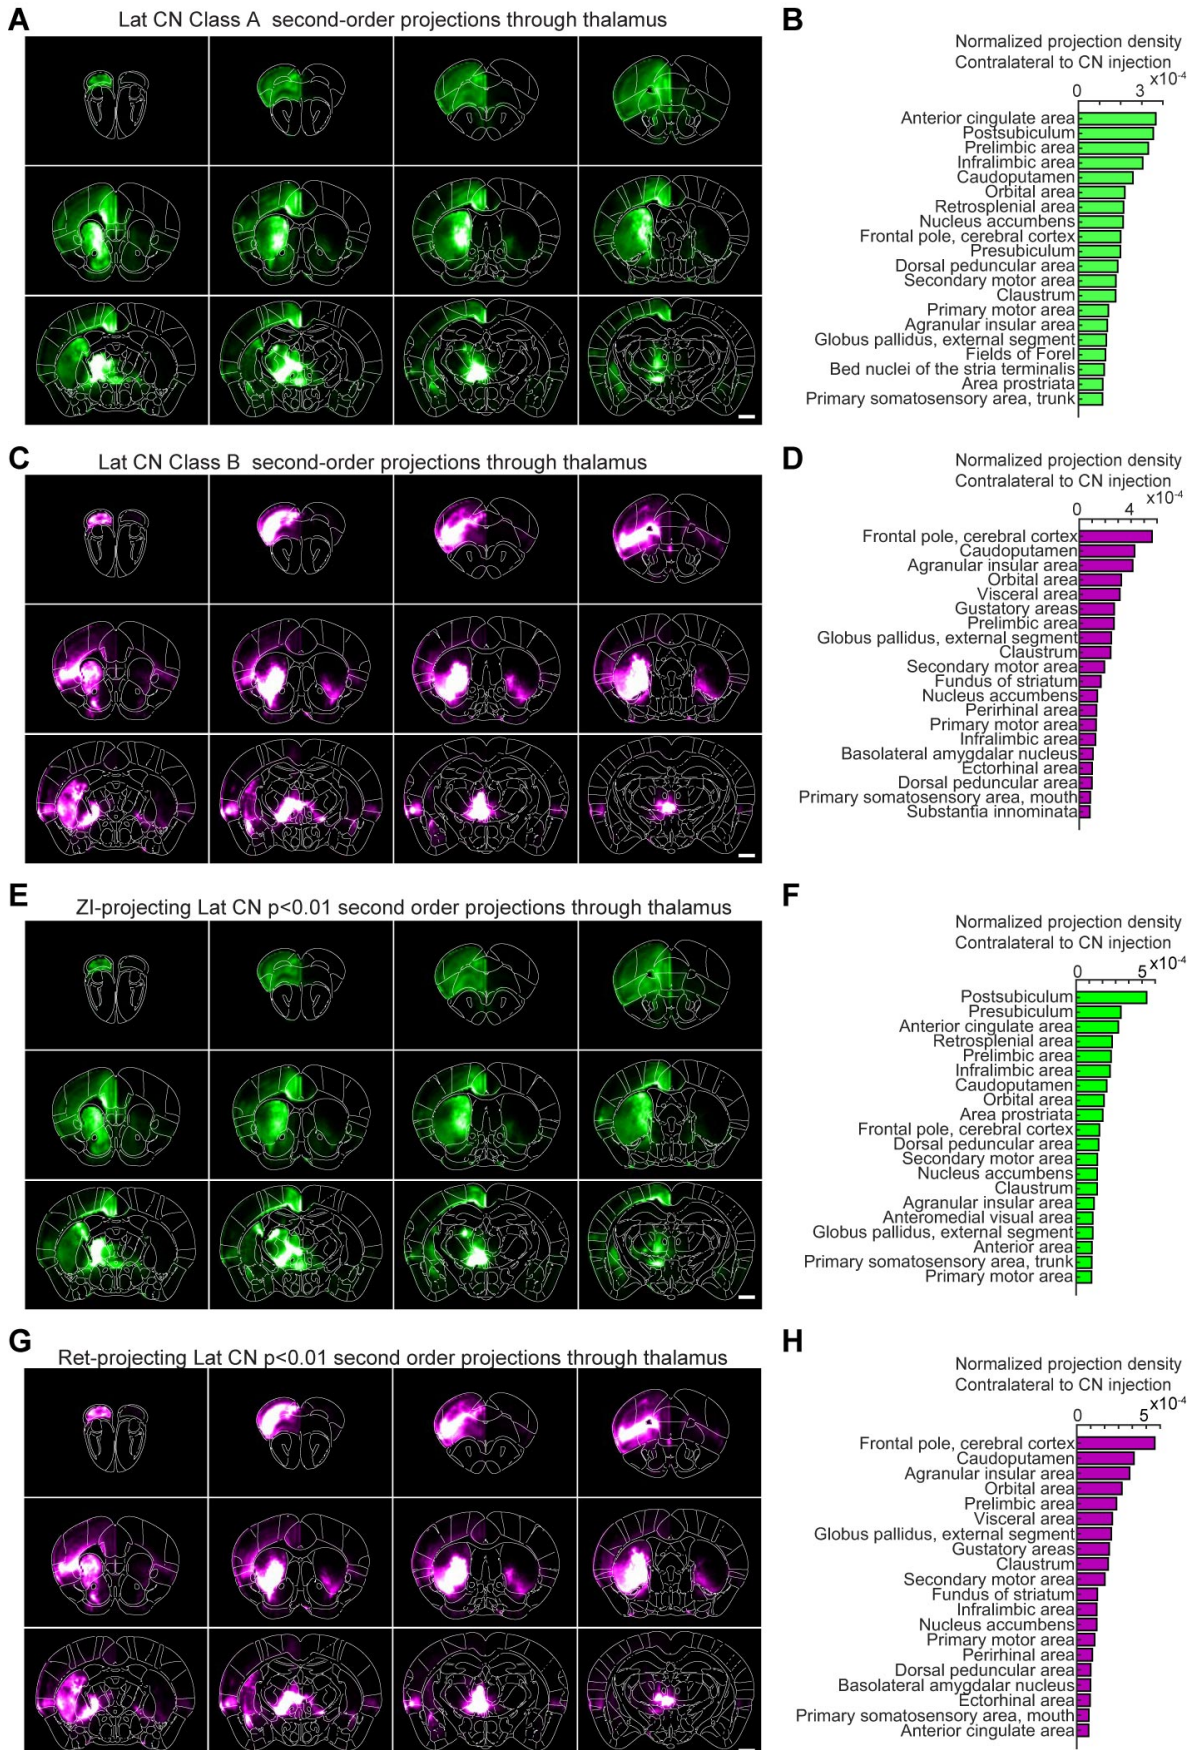 A
Lat CN Class A second-order projections through thalamus
B
Normalized projection density
Contralateral to CN injection
x10-4
0 3
Anterior cingulate area
Postsubiculum
Prelimbic area
Infralimbic area
Caudoputamen
Orbital area
Retrosplenial area
Nucleus accumbens
Frontal pole, cerebral cortex
Presubiculum
Dorsal peduncular area
Secondary motor area
Claustrum
Primary motor area
Agranular insular area
Globus pallidus, external segment
Fields of Forel
Bed nuclei of the stria terminalis
Area prostriata
Primary somatosensory area, trunk
C
Lat CN Class B second-order projections through thalamus
D
Normalized projection density
Contralateral to CN injection
x10-4
0 4
Frontal pole, cerebral cortex
Caudoputamen
Agranular insular area
Orbital area
Visceral area
Gustatory areas
Prelimbic area
Globus pallidus, external segment
Claustrum
Secondary motor area
Fundus of striatum
Nucleus accumbens
Perirhinal area
Primary motor area
Infralimbic area
Basolateral amygdalar nucleus
Ectorhinal area
Dorsal peduncular area
Primary somatosensory area, mouth
Substantia innominata
E
ZI-projecting Lat CN p<0.01 second order projections through thalamus
F
Normalized projection density
Contralateral to CN injection
0 5 x10-4
Postsubiculum
Presubiculum
Anterior cingulate area
Retrosplenial area
Prelimbic area
Infralimbic area
Caudoputamen
Orbital area
Area prostriata
Frontal pole, cerebral cortex
Dorsal peduncular area
Secondary motor area
Nucleus accumbens
Claustrum
Agranular insular area
Anteromedial visual area
Globus pallidus, external segment
Anterior area
Primary somatosensory area, trunk
Primary motor area
G
Ret-projecting Lat CN p<0.01 second order projections through thalamus
H
Normalized projection density
Contralateral to CN injection
0 5 x10-4
Frontal pole, cerebral cortex
Caudoputamen
Agranular insular area
Orbital area
Prelimbic area
Visceral area
Globus pallidus, external segment
Gustatory areas
Claustrum
Secondary motor area
Fundus of striatum
Infralimbic area
Nucleus accumbens
Primary motor area
Perirhinal area
Dorsal peduncular area
Basolateral amygdalar nucleus
Ectorhinal area
Primary somatosensory area, mouth
Anterior cingulate area